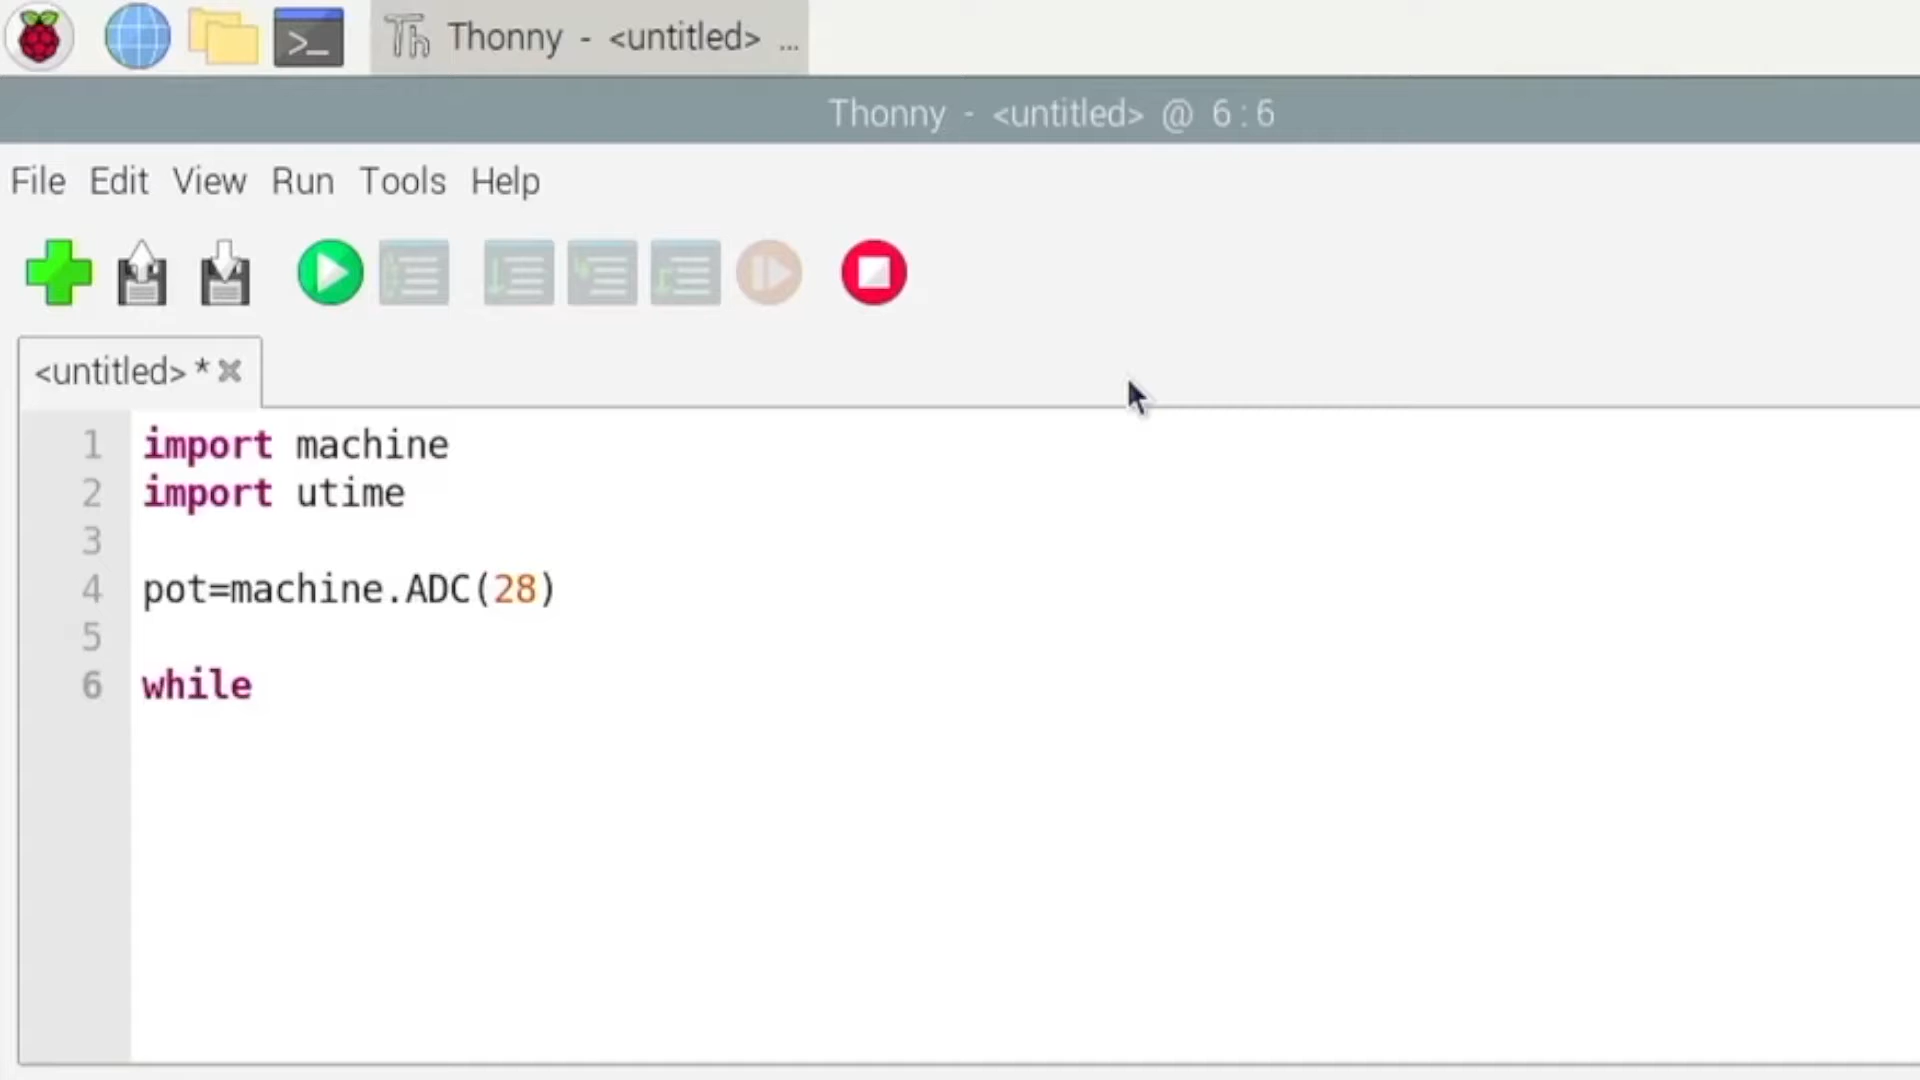 Thonny - <untitled> ...
Thonny - <untitled> @ 6:6
File Edit View Run Tools Help
<untitled> *
1 import machine
2 import utime
3
4 pot=machine.ADC(28)
5
6 while